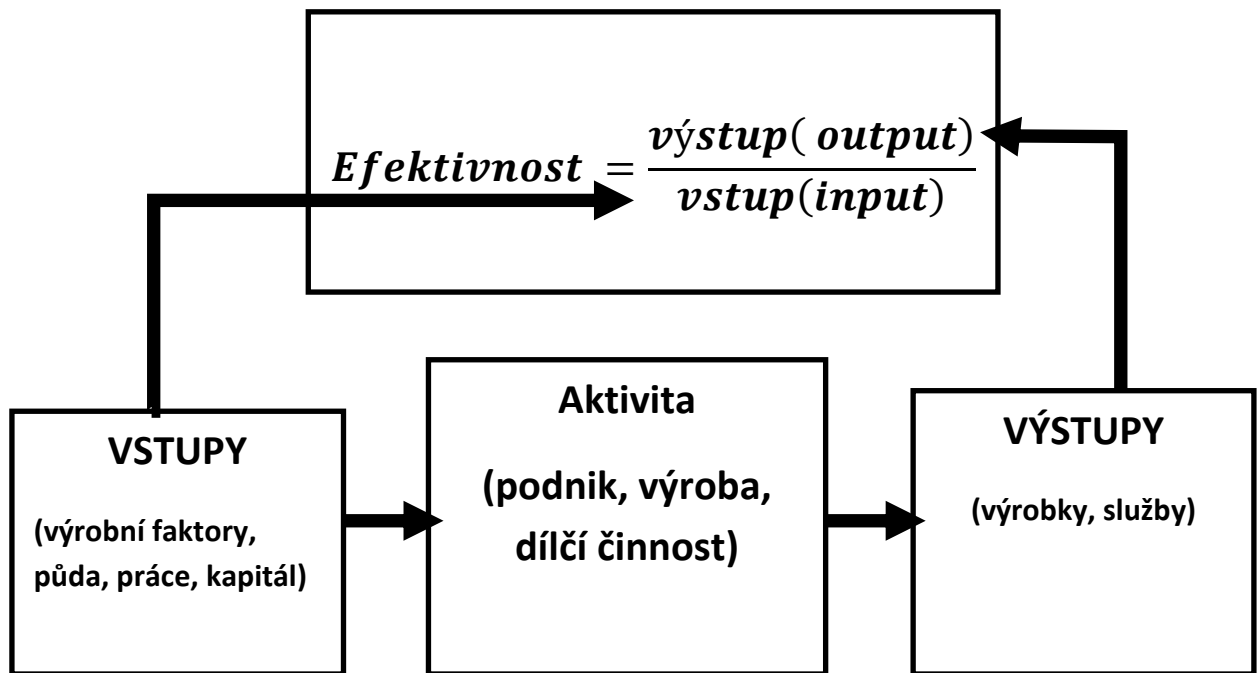 Efektivnost = výstup( output)
vstup(input)
VSTUPY
(výrobní faktory,
půda, práce, kapitál)
Aktivita
(podnik, výroba,
dílčí činnost)
VÝSTUPY
(výrobky, služby)